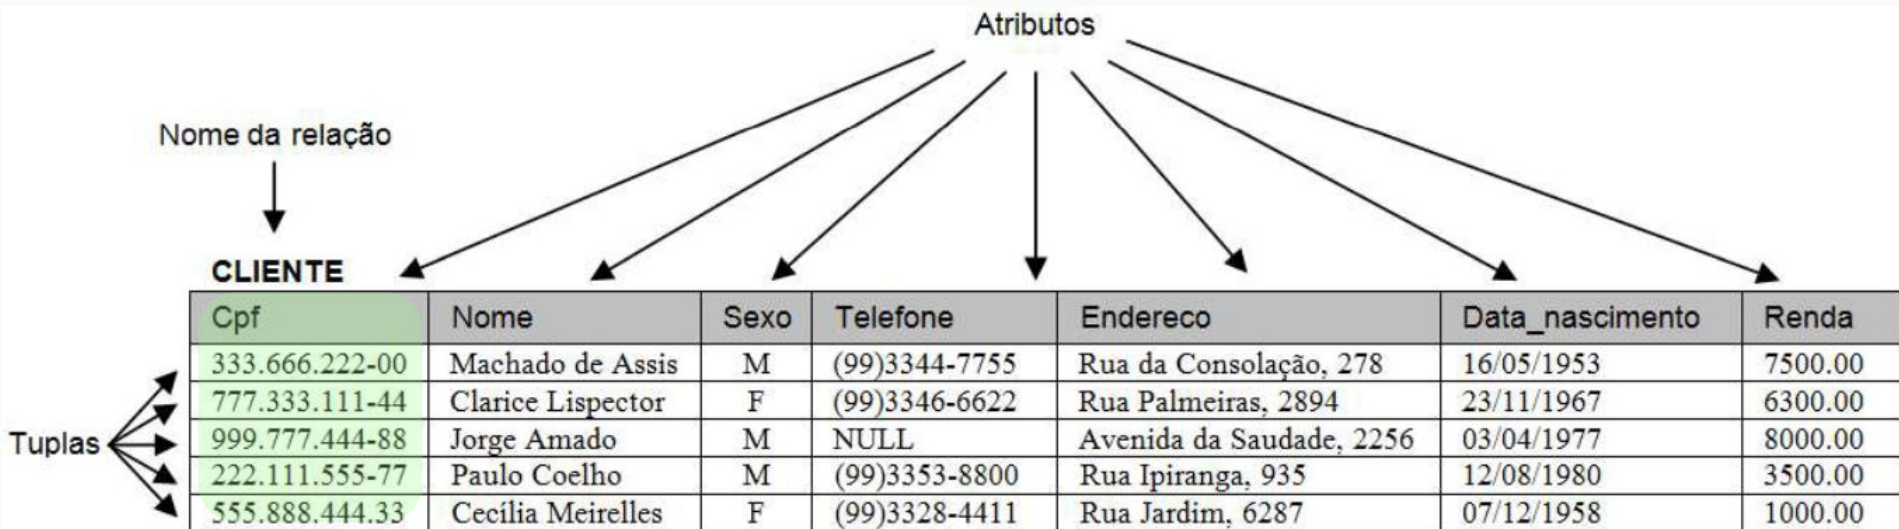 Atributos
Nome da relação
CLIENTE
Cpf Nome Sexo Telefone Endereco Data_nascimento Renda
333.666.222-00 Machado de Assis M (99)3344-7755 Rua da Consolação, 278 16/05/1953 7500.00
777.333.111-44 Clarice Lispector F (99)3346-6622 Rua Palmeiras, 2894 23/11/1967 6300.00
Tuplas 999.777.444-88 Jorge Amado M NULL Avenida da Saudade, 2256 03/04/1977 8000.00
222.111.555-77 Paulo Coelho M (99)3353-8800 Rua Ipiranga, 935 12/08/1980 3500.00
555.888.444.33 Cecília Meirelles F (99)3328-4411 Rua Jardim, 6287 07/12/1958 1000.00